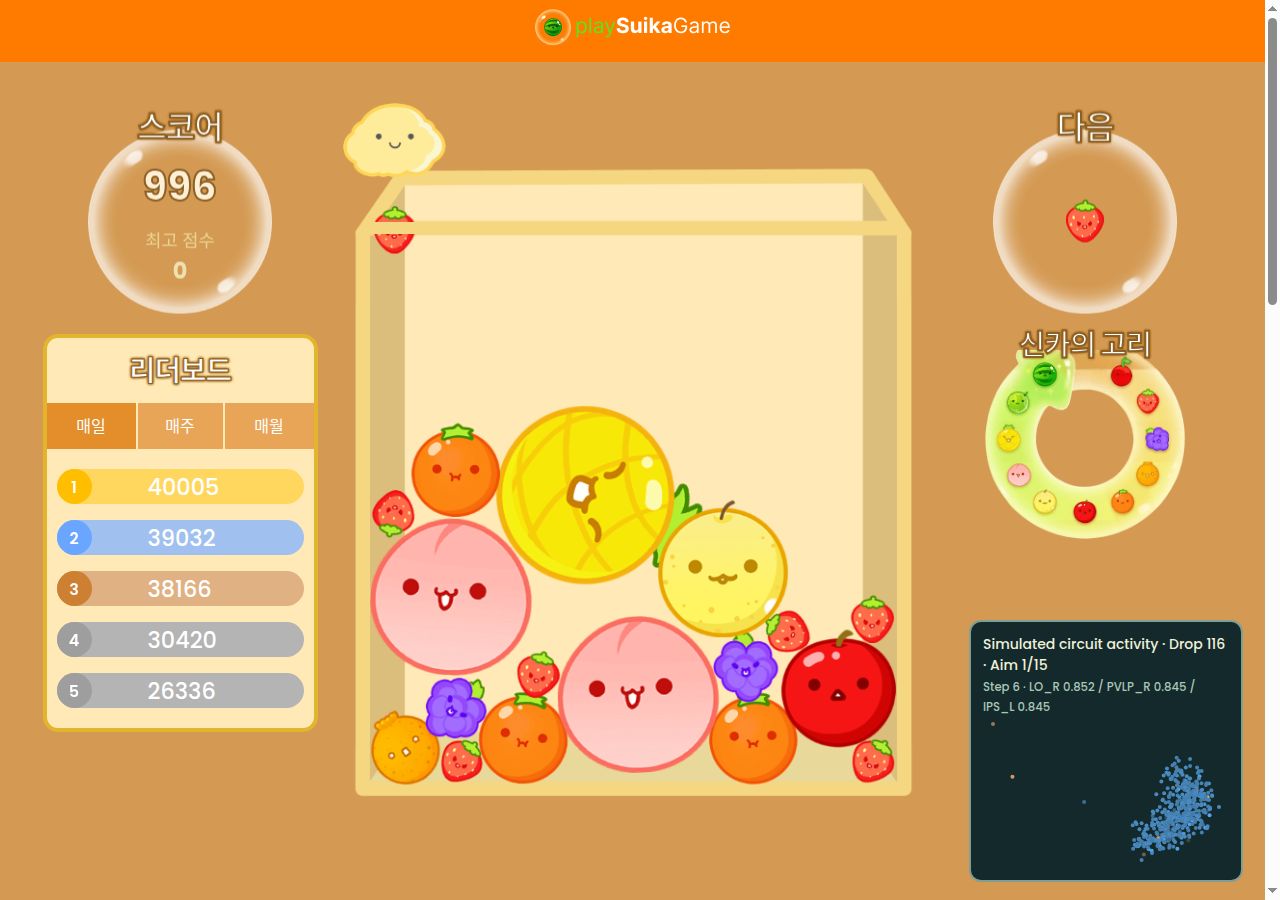 playSuikaGame
스코어
996
최고 점수
0
다음
리더보드
매일 매주 매월
1 40005
2 39032
3 38166
4 30420
5 26336
신카의 고리
Simulated circuit activity · Drop 116
· Aim 1/15
Step 6 · LO_R 0.852 / PVLP_R 0.845 /
IPS_L 0.845